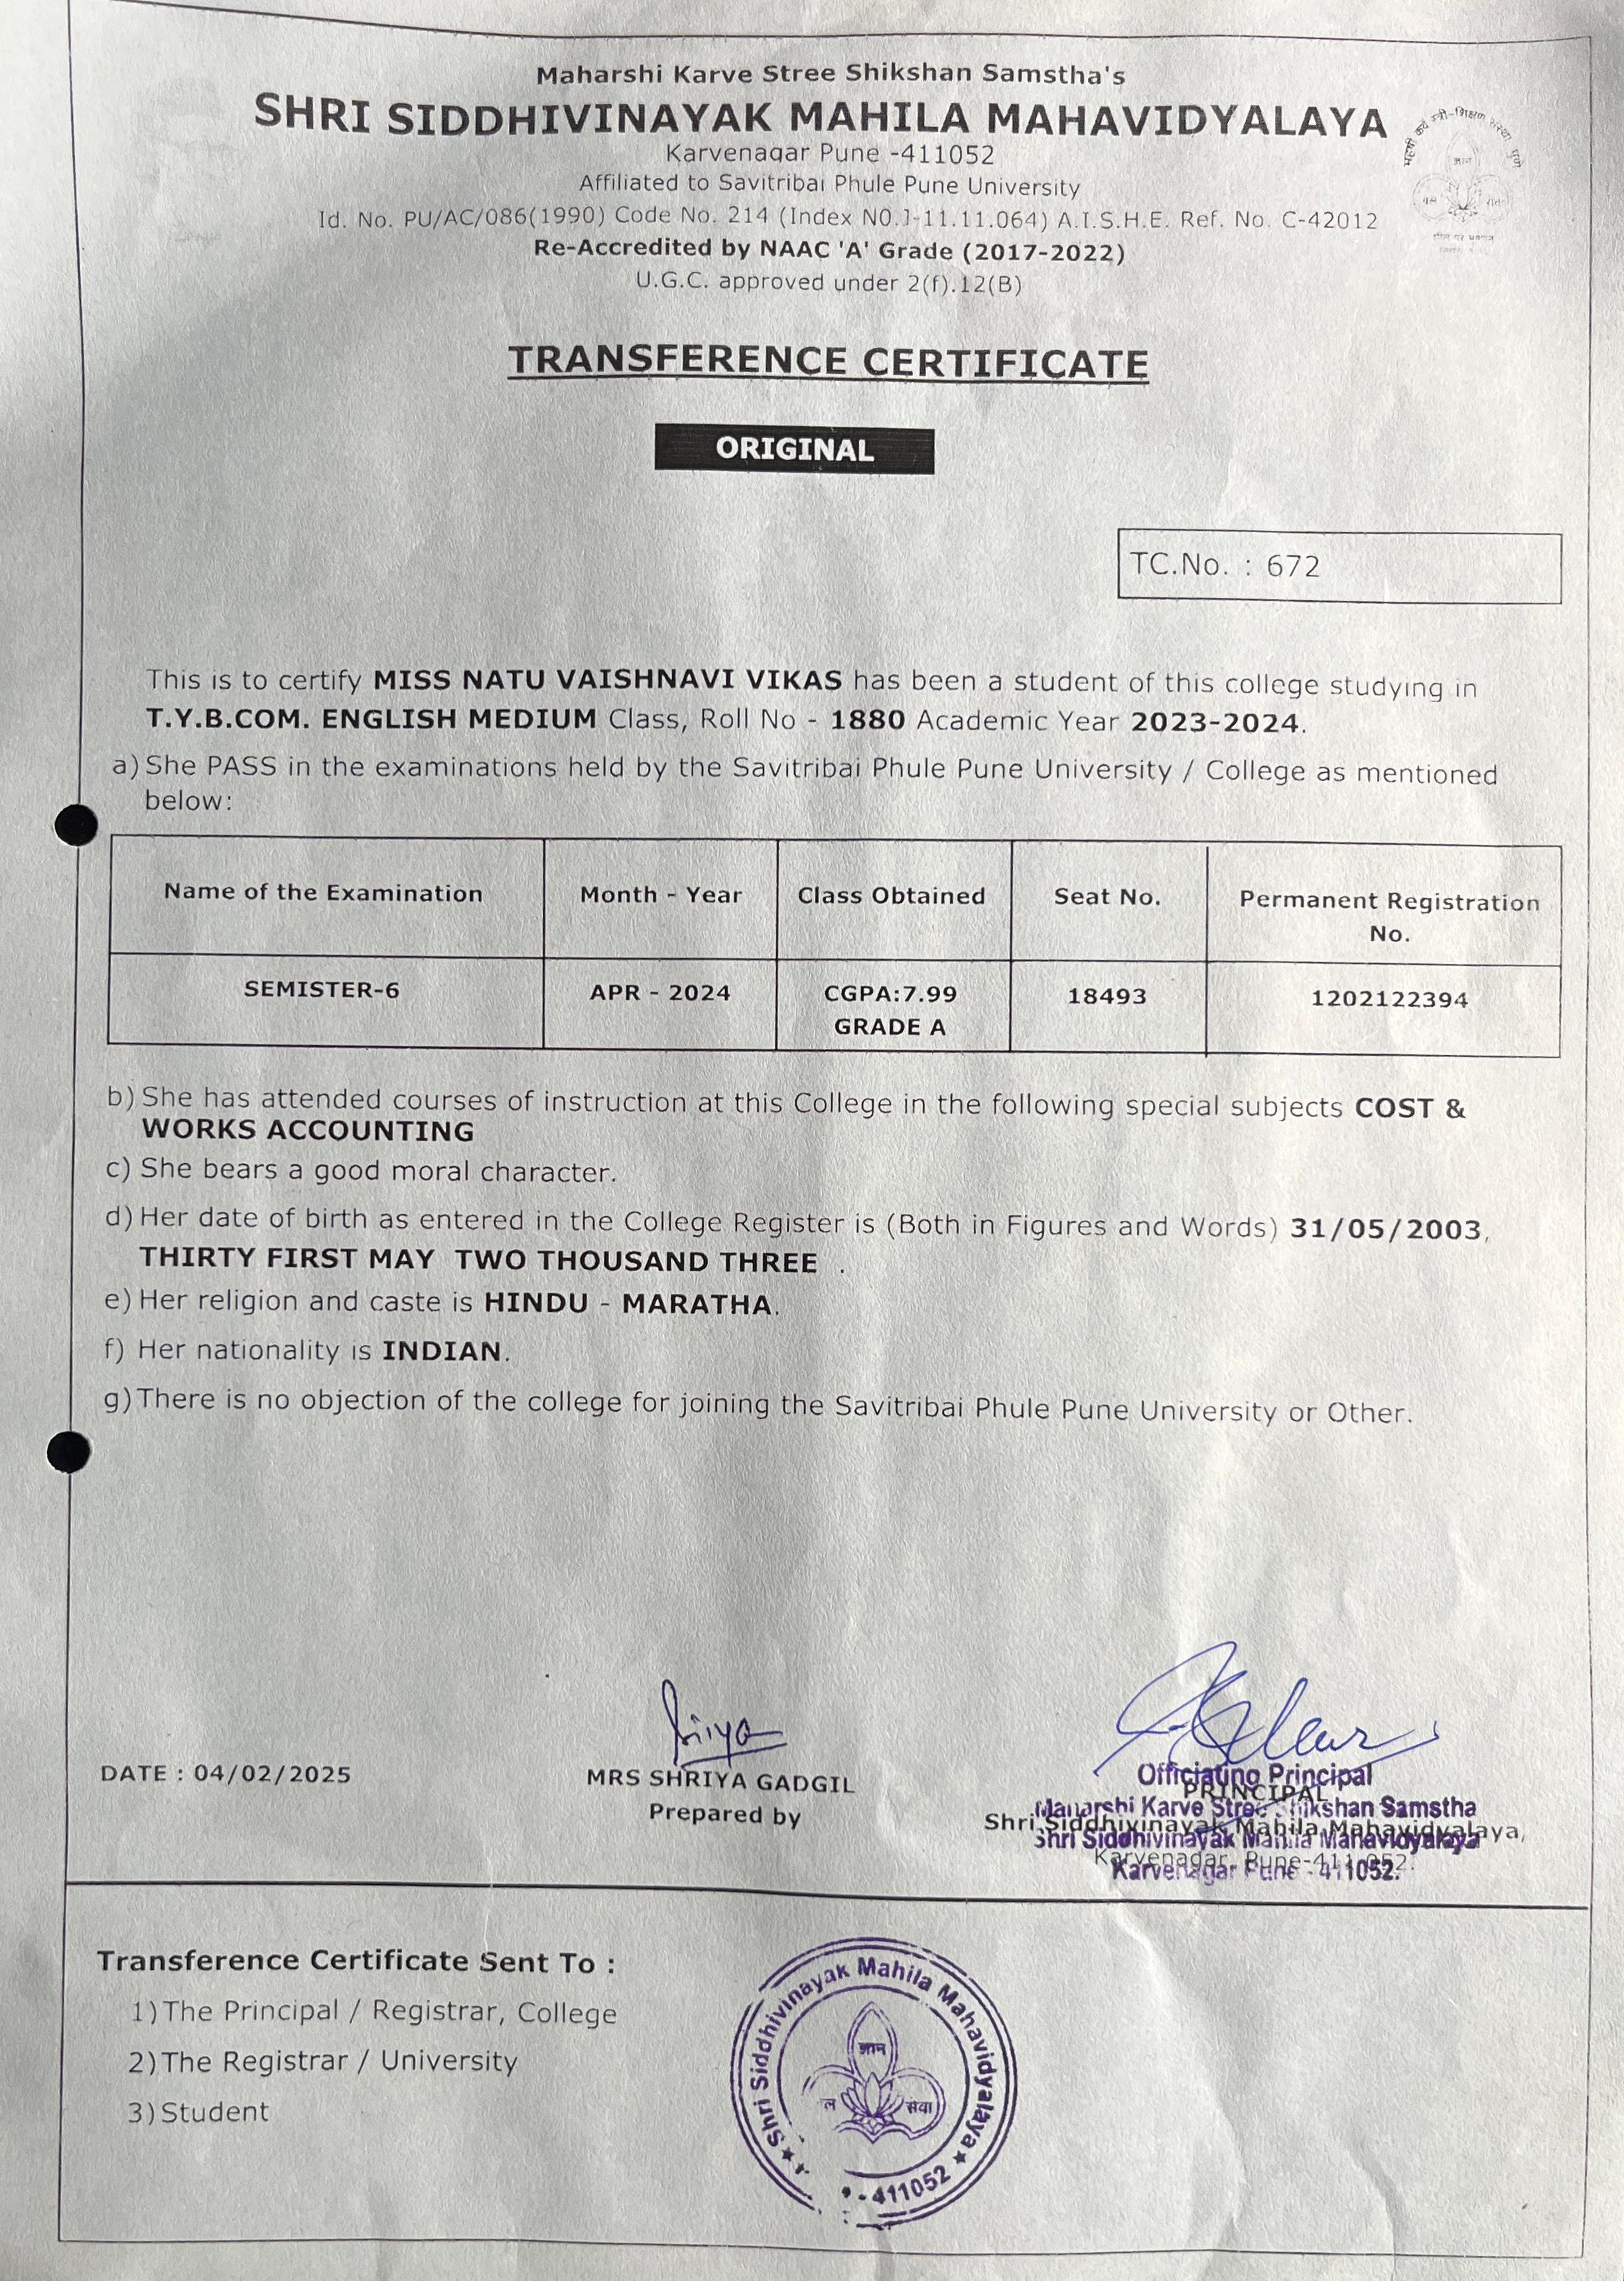 Maharshi Karve Stree Shikshan Samstha's
SHRI SIDDHIVINAYAK MAHILA MAHAVIDYALAYA
Karvenagar Pune -411052
Affiliated to Savitribai Phule Pune University
Id. No. PU/AC/086(1990) Code No. 214 (Index N0.J-11.11.064) A.I.S.H.E. Ref. No. C-42012
Re-Accredited by NAAC 'A' Grade (2017-2022)
U.G.C. approved under 2(f).12(B)
TRANSFERENCE CERTIFICATE
ORIGINAL
TC.No. : 672
This is to certify MISS NATU VAISHNAVI VIKAS has been a student of this college studying in
T.Y.B.COM. ENGLISH MEDIUM Class, Roll No - 1880 Academic Year 2023-2024.
a) She PASS in the examinations held by the Savitribai Phule Pune University / College as mentioned
below:
Name of the Examination Month - Year Class Obtained Seat No. Permanent Registration
No.
SEMISTER-6 APR - 2024 CGPA:7.99 18493 1202122394
GRADE A
b) She has attended courses of instruction at this College in the following special subjects COST &
WORKS ACCOUNTING
c) She bears a good moral character.
d) Her date of birth as entered in the College Register is (Both in Figures and Words) 31/05/2003,
THIRTY FIRST MAY TWO THOUSAND THREE .
e) Her religion and caste is HINDU - MARATHA.
f) Her nationality is INDIAN.
g) There is no objection of the college for joining the Savitribai Phule Pune University or Other.
DATE : 04/02/2025
MRS SHRIYA GADGIL
Prepared by
Officiating Principal
PRINCIPAL
Maharshi Karve Stree Shikshan Samstha
Shri Siddhivinayak Mahila Mahavidyalaya,
Shri Siddhivinayak Mahila Mahavidyalaya
Karvenagar, Pune-411 052.
Karvenagar Pune - 411052.
Transference Certificate Sent To :
1) The Principal / Registrar, College
2) The Registrar / University
3) Student
Shri Siddhivinayak Mahila Mahavidyalaya
ज्ञान
सेवा
- 411052